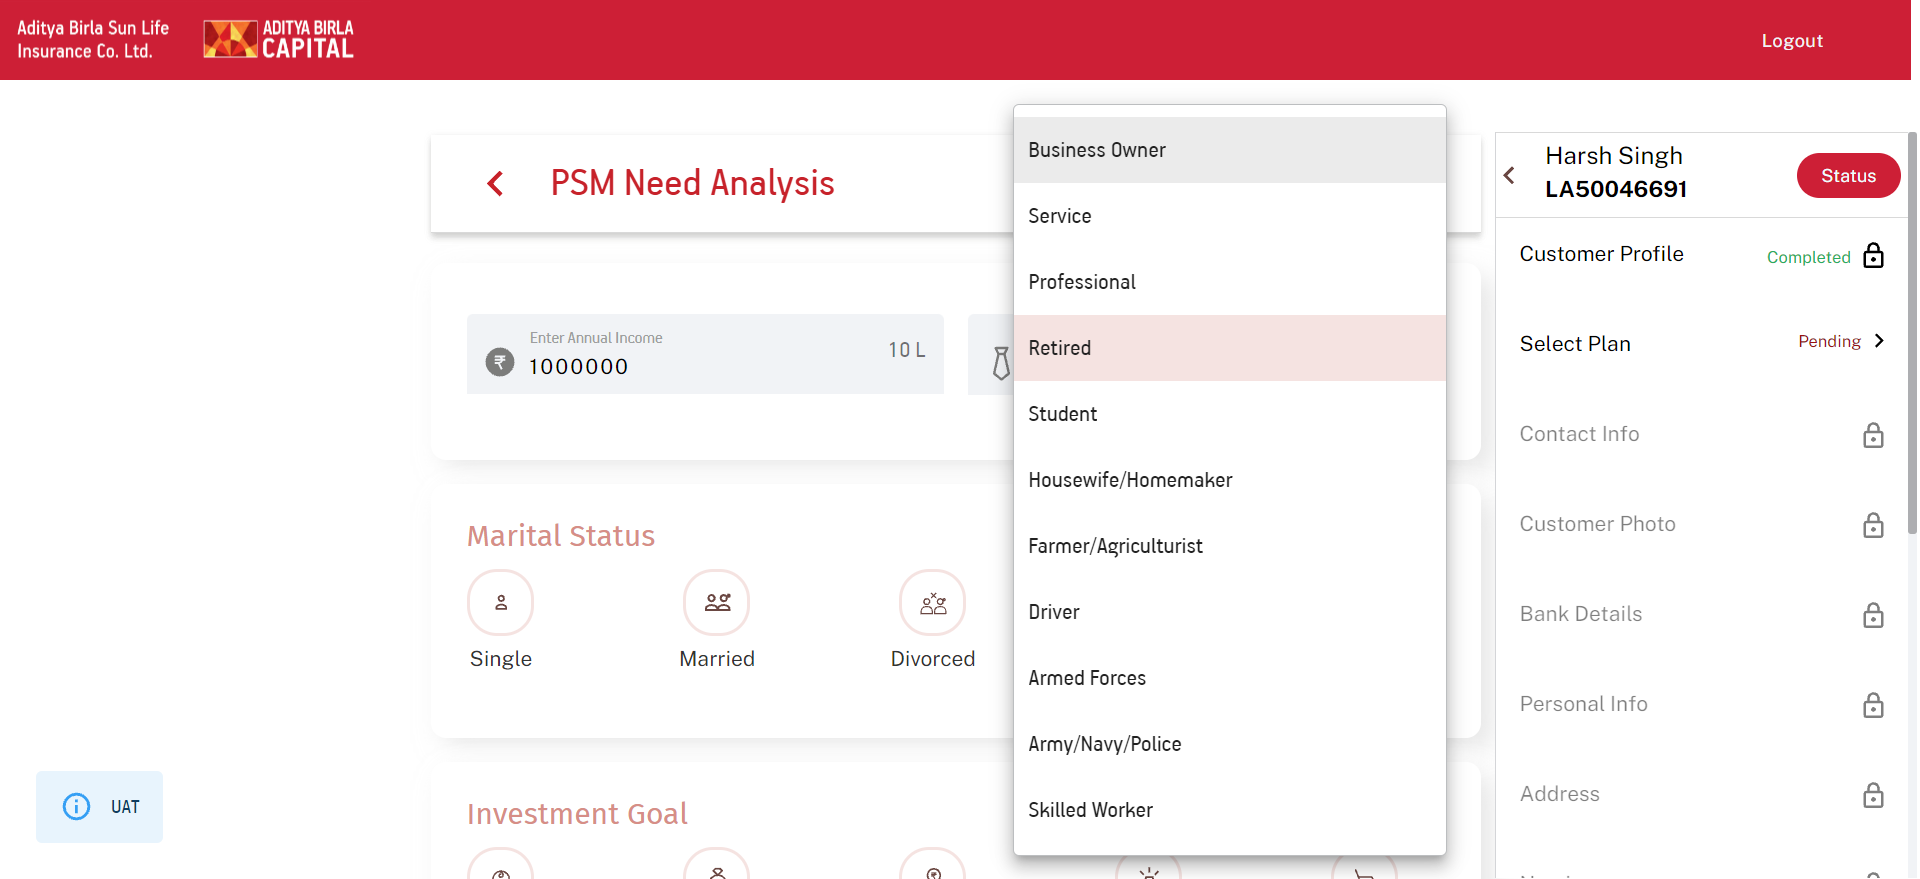 Aditya Birla Sun Life
Insurance Co. Ltd.
ADITYA BIRLA
CAPITAL
Logout
PSM Need Analysis
Enter Annual Income
1000000
10 L
Business Owner
Service
Professional
Retired
Student
Housewife/Homemaker
Farmer/Agriculturist
Driver
Armed Forces
Army/Navy/Police
Skilled Worker
Marital Status
Single
Married
Divorced
Investment Goal
UAT
Harsh Singh
LA50046691
Status
Customer Profile
Completed
Select Plan
Pending
Contact Info
Customer Photo
Bank Details
Personal Info
Address